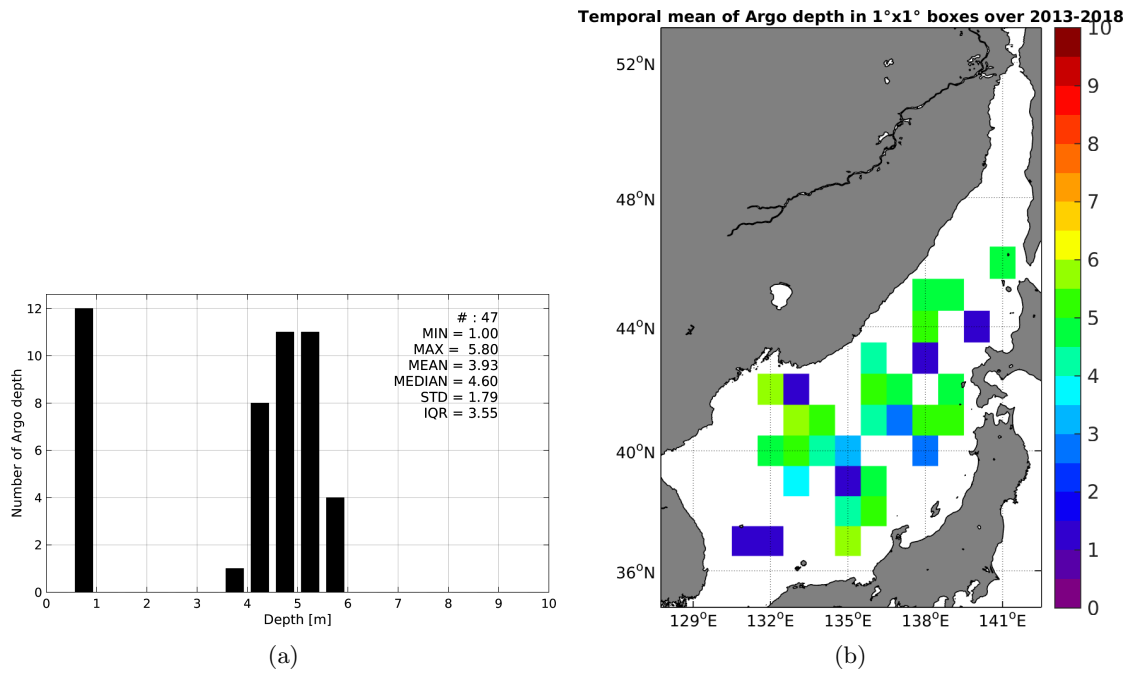 Temporal mean of Argo depth in 1°x1° boxes over 2013-2018
12
10
8
6
4
2
0
0 1 2 3 4 5 6 7 8 9 10
Number of Argo depth
Depth [m]
# : 47
MIN = 1.00
MAX = 5.80
MEAN = 3.93
MEDIAN = 4.60
STD = 1.79
IQR = 3.55
(a)
52°N
48°N
44°N
40°N
36°N
129°E 132°E 135°E 138°E 141°E
10
9
8
7
6
5
4
3
2
1
0
(b)